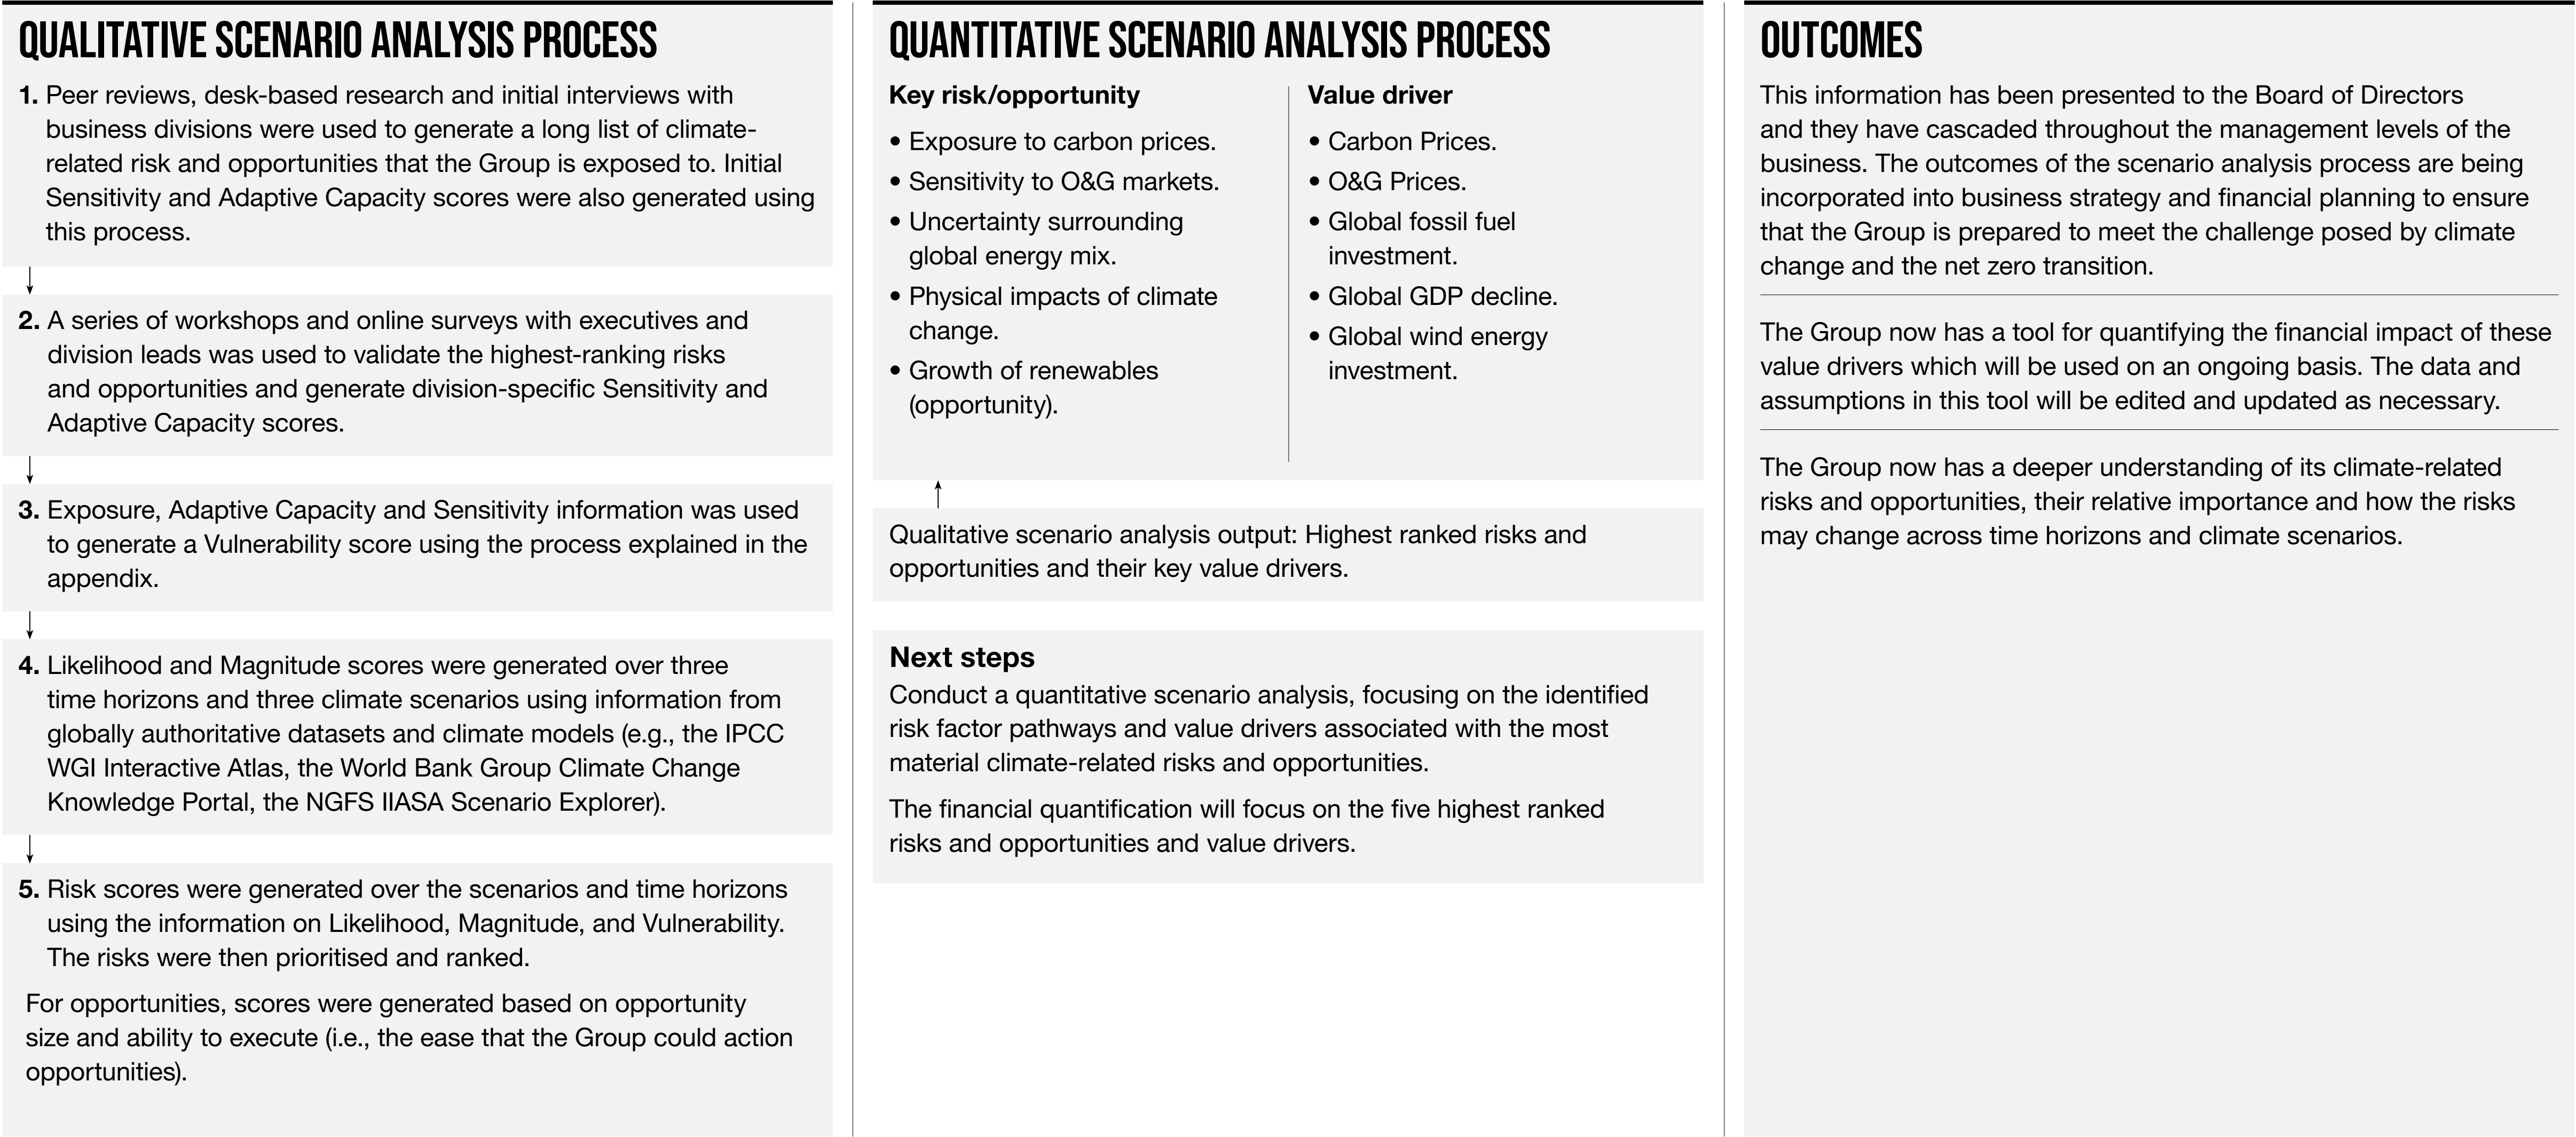 QUALITATIVE SCENARIO ANALYSIS PROCESS
1. Peer reviews, desk-based research and initial interviews with
business divisions were used to generate a long list of climate-
related risk and opportunities that the Group is exposed to. Initial
Sensitivity and Adaptive Capacity scores were also generated using
this process.
2. A series of workshops and online surveys with executives and
division leads was used to validate the highest-ranking risks
and opportunities and generate division-specific Sensitivity and
Adaptive Capacity scores.
3. Exposure, Adaptive Capacity and Sensitivity information was used
to generate a Vulnerability score using the process explained in the
appendix.
4. Likelihood and Magnitude scores were generated over three
time horizons and three climate scenarios using information from
globally authoritative datasets and climate models (e.g., the IPCC
WGI Interactive Atlas, the World Bank Group Climate Change
Knowledge Portal, the NGFS IIASA Scenario Explorer).
5. Risk scores were generated over the scenarios and time horizons
using the information on Likelihood, Magnitude, and Vulnerability.
The risks were then prioritised and ranked.
For opportunities, scores were generated based on opportunity
size and ability to execute (i.e., the ease that the Group could action
opportunities).
QUANTITATIVE SCENARIO ANALYSIS PROCESS
Key risk/opportunity
• Exposure to carbon prices.
• Sensitivity to O&G markets.
• Uncertainty surrounding
global energy mix.
• Physical impacts of climate
change.
• Growth of renewables
(opportunity).
Value driver
• Carbon Prices.
• O&G Prices.
• Global fossil fuel
investment.
• Global GDP decline.
• Global wind energy
investment.
Qualitative scenario analysis output: Highest ranked risks and
opportunities and their key value drivers.
Next steps
Conduct a quantitative scenario analysis, focusing on the identified
risk factor pathways and value drivers associated with the most
material climate-related risks and opportunities.
The financial quantification will focus on the five highest ranked
risks and opportunities and value drivers.
OUTCOMES
This information has been presented to the Board of Directors
and they have cascaded throughout the management levels of the
business. The outcomes of the scenario analysis process are being
incorporated into business strategy and financial planning to ensure
that the Group is prepared to meet the challenge posed by climate
change and the net zero transition.
The Group now has a tool for quantifying the financial impact of these
value drivers which will be used on an ongoing basis. The data and
assumptions in this tool will be edited and updated as necessary.
The Group now has a deeper understanding of its climate-related
risks and opportunities, their relative importance and how the risks
may change across time horizons and climate scenarios.